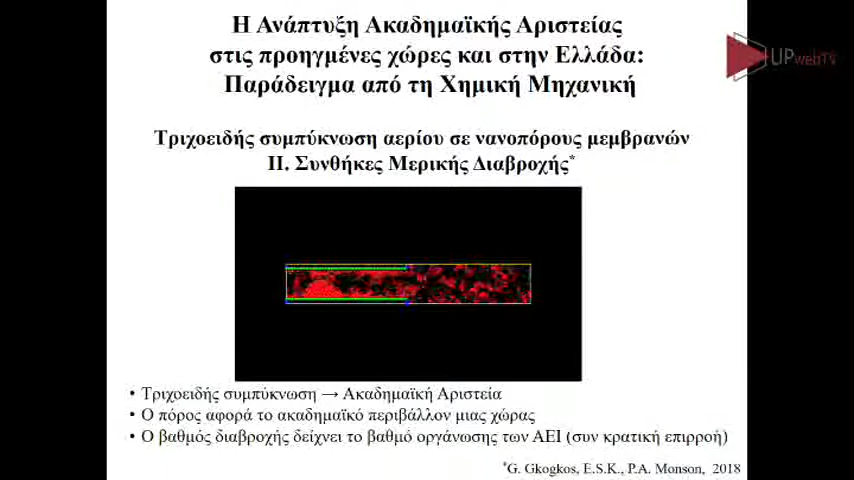 Η Ανάπτυξη Ακαδημαϊκής Αριστείας
στις προηγμένες χώρες και στην Ελλάδα:
Παράδειγμα από τη Χημική Μηχανική
UPwebTV
Τριχοειδής συμπύκνωση αερίου σε νανοπόρους μεμβρανών
ΙΙ. Συνθήκες Μερικής Διαβροχής*
• Τριχοειδής συμπύκνωση → Ακαδημαϊκή Αριστεία
• Ο πόρος αφορά το ακαδημαϊκό περιβάλλον μιας χώρας
• Ο βαθμός διαβροχής δείχνει το βαθμό οργάνωσης των ΑΕΙ (συν κρατική επιρροή)
*G. Gkogkos, E.S.K., P.A. Monson, 2018